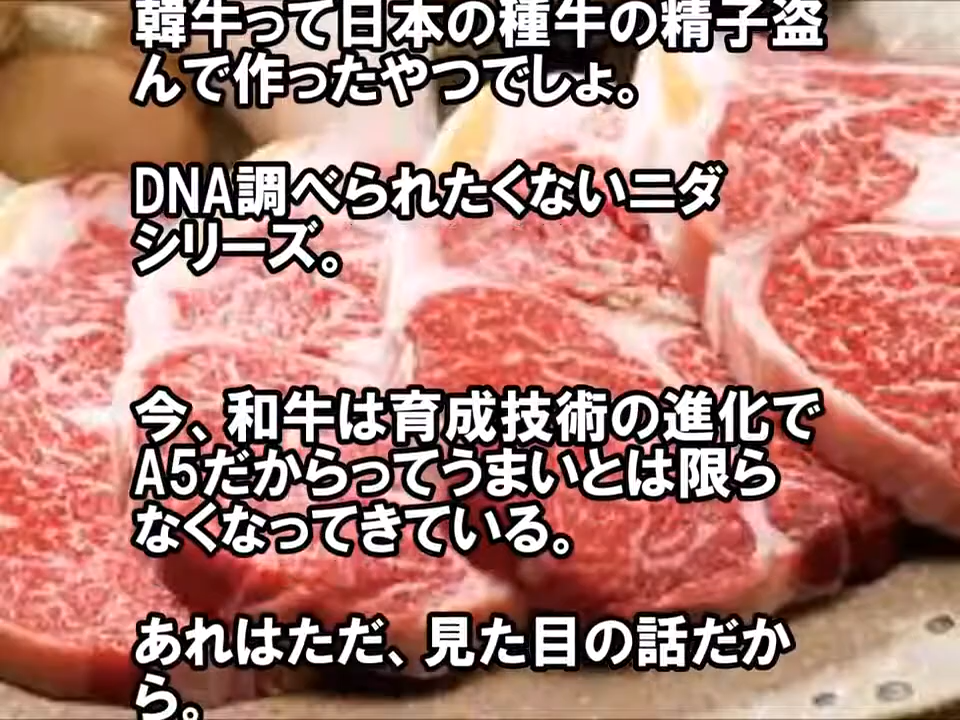 韓牛って日本の種牛の精子盗
んで作ったやつでしょ。
DNA調べられたくないニダ
シリーズ。
今、和牛は育成技術の進化で
A5だからってうまいとは限ら
なくなってきている。
あれはただ、見た目の話だか
ら。